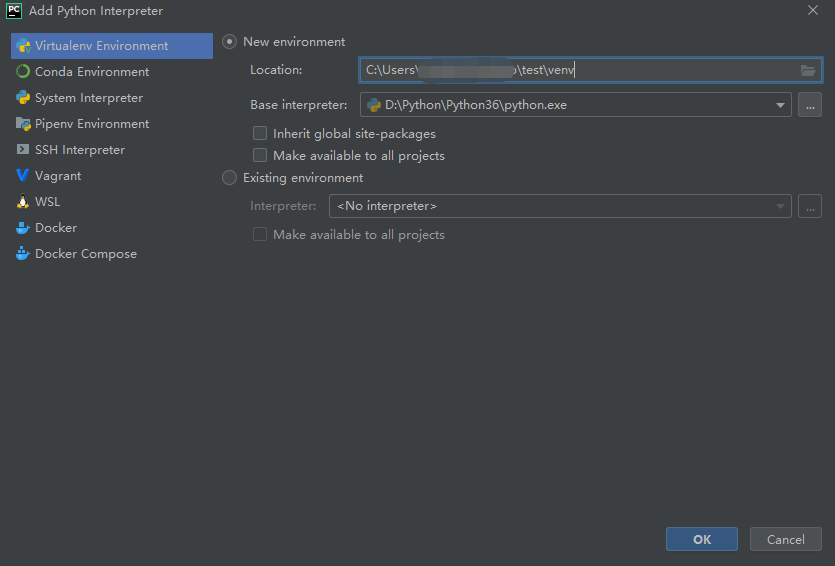 PC Add Python Interpreter
Virtualenv Environment
Conda Environment
System Interpreter
Pipenv Environment
SSH Interpreter
Vagrant
WSL
Docker
Docker Compose
New environment
Location: C:\Users\ \test\venv
Base interpreter: D:\Python\Python36\python.exe ...
Inherit global site-packages
Make available to all projects
Existing environment
Interpreter: <No interpreter> ...
Make available to all projects
OK Cancel